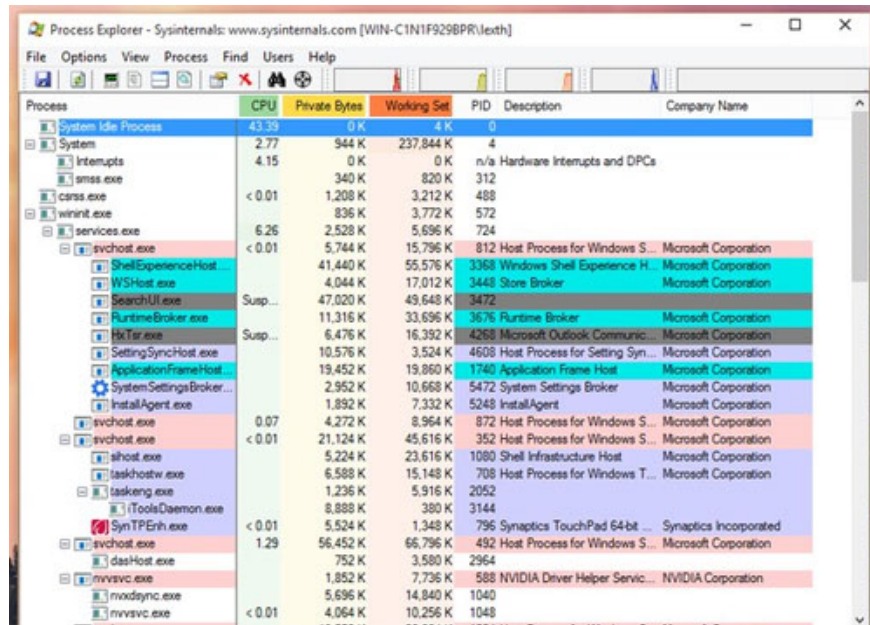 Process Explorer - Sysinternals: www.sysinternals.com [WIN-C1N1F929BPR\lexth]
File Options View Process Find Users Help
Process CPU Private Bytes Working Set PID Description Company Name
System Idle Process 43.39 0 K 4 K 0
System 2.77 944 K 237,844 K 4
Interrupts 4.15 0 K 0 K n/a Hardware Interrupts and DPCs
smss.exe 340 K 820 K 312
csrss.exe < 0.01 1,208 K 3,212 K 488
wininit.exe 836 K 3,772 K 572
services.exe 6.26 2,528 K 5,696 K 724
svchost.exe < 0.01 5,744 K 15,796 K 812 Host Process for Windows S... Microsoft Corporation
ShellExperienceHost... 41,440 K 55,576 K 3368 Windows Shell Experience H... Microsoft Corporation
WSHost.exe 4,044 K 17,012 K 3448 Store Broker Microsoft Corporation
SearchUI.exe Susp... 47,020 K 49,648 K 3472
RuntimeBroker.exe 11,316 K 33,696 K 3676 Runtime Broker Microsoft Corporation
HxTsr.exe Susp... 6,476 K 16,392 K 4268 Microsoft Outlook Communic... Microsoft Corporation
SettingSyncHost.exe 10,576 K 3,524 K 4608 Host Process for Setting Syn... Microsoft Corporation
ApplicationFrameHost... 19,452 K 19,860 K 1740 Application Frame Host Microsoft Corporation
SystemSettingsBroker... 2,952 K 10,668 K 5472 System Settings Broker Microsoft Corporation
InstallAgent.exe 1,892 K 7,332 K 5248 InstallAgent Microsoft Corporation
svchost.exe 0.07 4,272 K 8,964 K 872 Host Process for Windows S... Microsoft Corporation
svchost.exe < 0.01 21,124 K 45,616 K 352 Host Process for Windows S... Microsoft Corporation
sihost.exe 5,224 K 23,616 K 1080 Shell Infrastructure Host Microsoft Corporation
taskhostw.exe 6,588 K 15,148 K 708 Host Process for Windows T... Microsoft Corporation
taskeng.exe 1,236 K 5,916 K 2052
iToolsDaemon.exe 8,888 K 380 K 3144
SynTPEnh.exe < 0.01 5,524 K 1,348 K 796 Synaptics TouchPad 64-bit ... Synaptics Incorporated
svchost.exe 1.29 56,452 K 66,796 K 492 Host Process for Windows S... Microsoft Corporation
dasHost.exe 752 K 3,580 K 2964
nvvsvc.exe 1,852 K 7,736 K 588 NVIDIA Driver Helper Servic... NVIDIA Corporation
nvxdsync.exe 5,696 K 14,840 K 1040
nvvsvc.exe < 0.01 4,064 K 10,256 K 1048